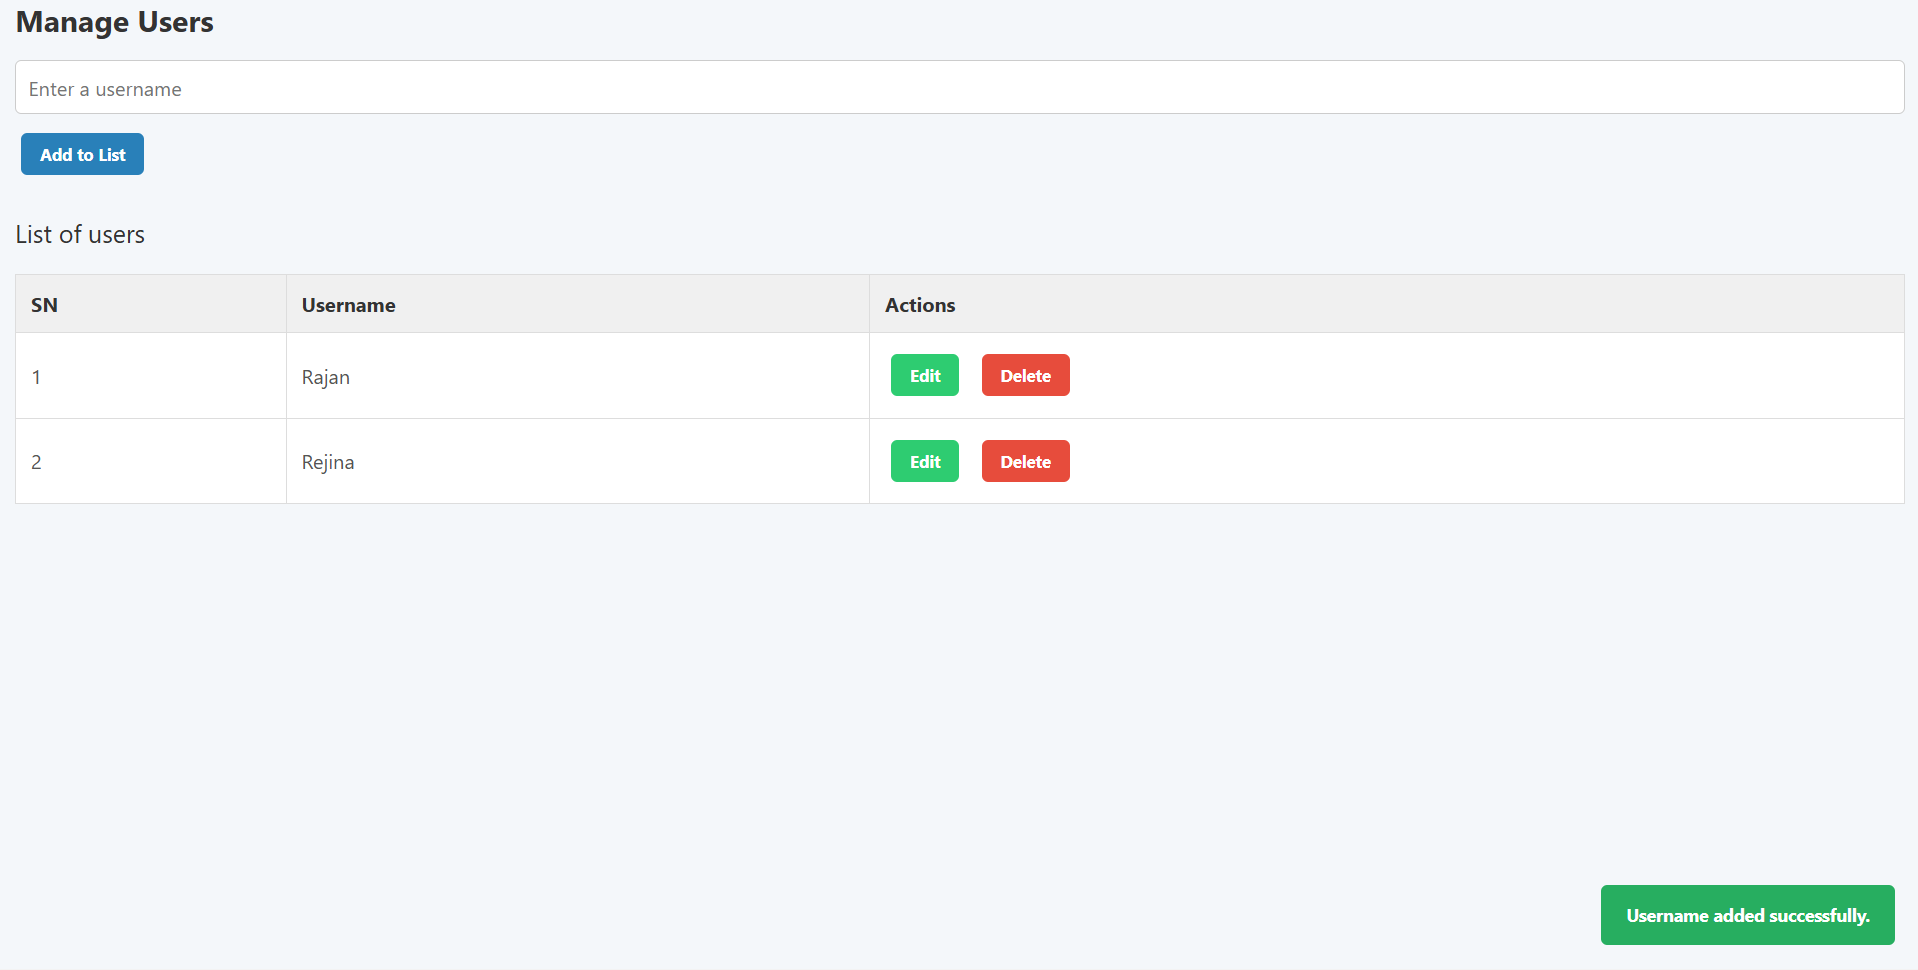 Manage Users
Enter a username
Add to List
List of users
SN Username Actions
1 Rajan Edit Delete
2 Rejina Edit Delete
Username added successfully.